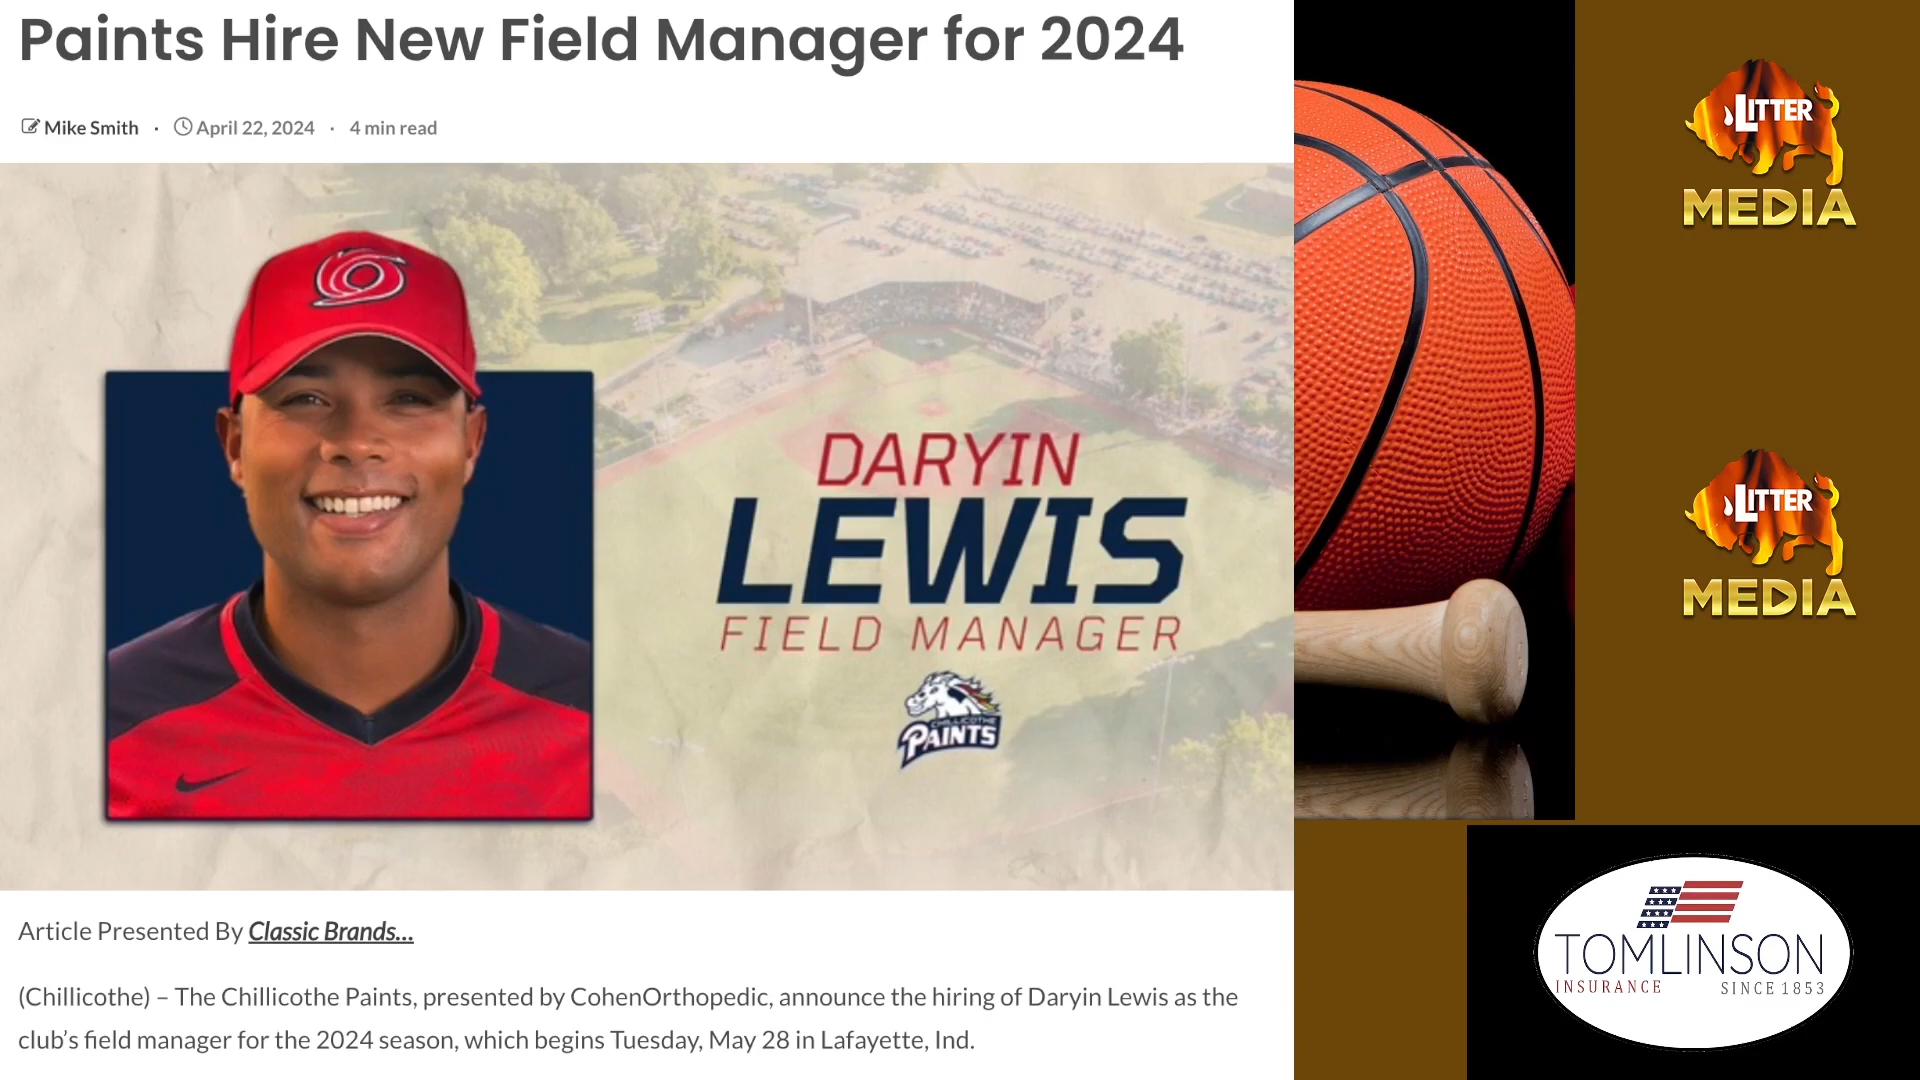 Paints Hire New Field Manager for 2024
Mike Smith · April 22, 2024 · 4 min read
DARYIN
LEWIS
FIELD MANAGER
CHILLICOTHE
PAINTS
Article Presented By Classic Brands...
(Chillicothe) – The Chillicothe Paints, presented by CohenOrthopedic, announce the hiring of Daryin Lewis as the
club’s field manager for the 2024 season, which begins Tuesday, May 28 in Lafayette, Ind.
LITTER
MEDIA
LITTER
MEDIA
TOMLINSON
INSURANCE SINCE 1853